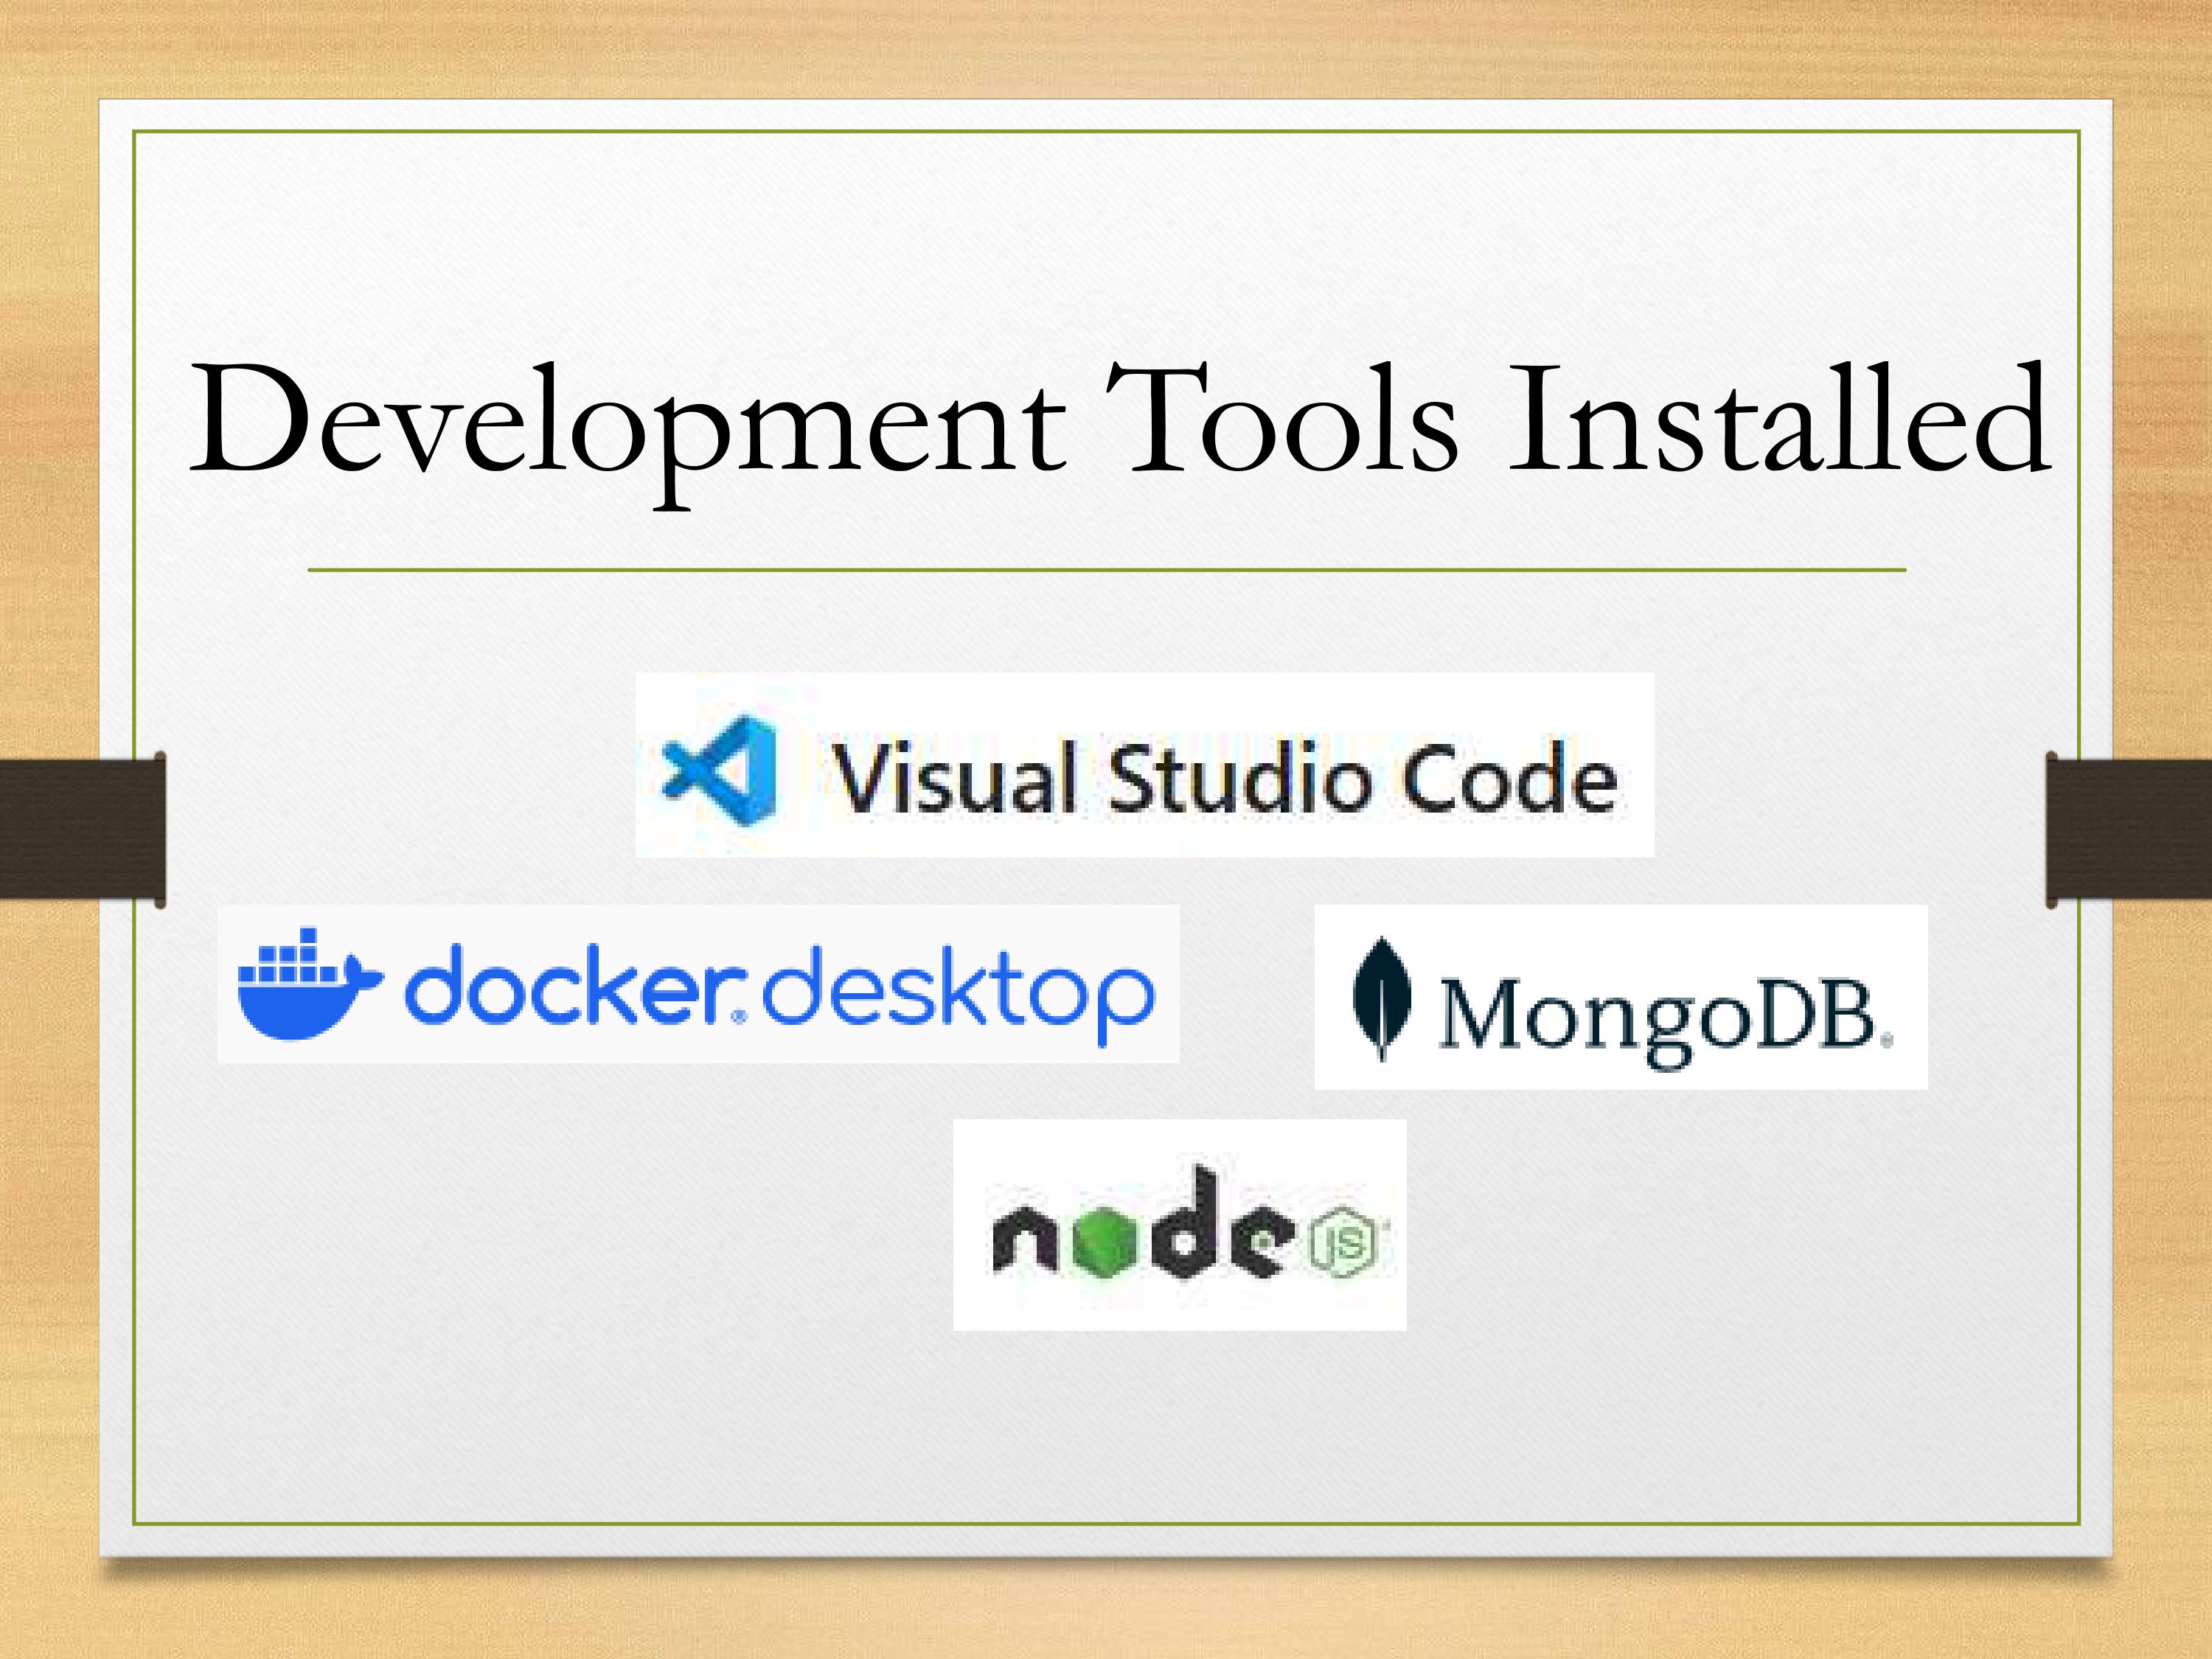 Development Tools Installed
Visual Studio Code
docker® desktop
MongoDB®
node JS